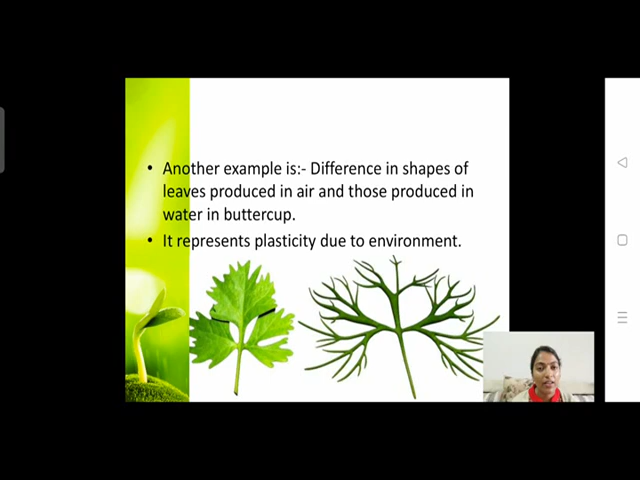 • Another example is:- Difference in shapes of
leaves produced in air and those produced in
water in buttercup.
• It represents plasticity due to environment.